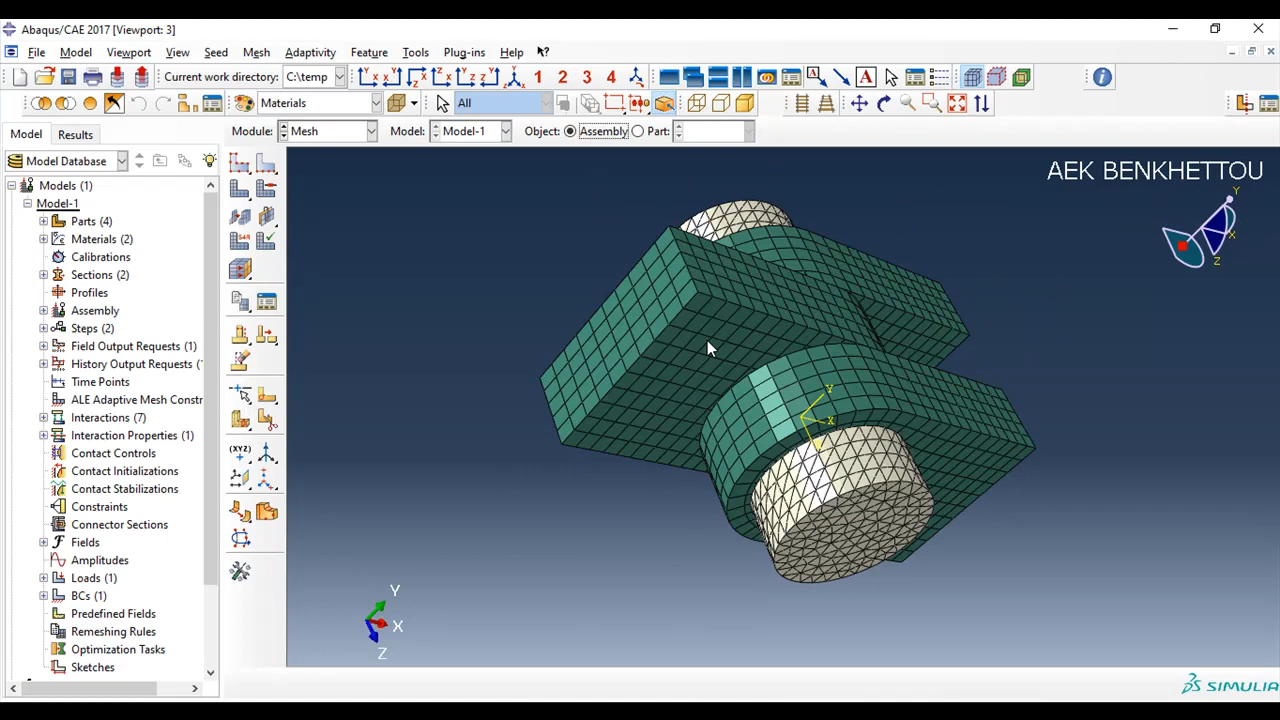 Abaqus/CAE 2017 [Viewport: 3]
File Model Viewport View Seed Mesh Adaptivity Feature Tools Plug-ins Help
Current work directory: C:\temp 1 2 3 4 A
Materials All
Model Results Module: Mesh Model: Model-1 Object: Assembly Part:
Model Database
Models (1)
Model-1
Parts (4)
Materials (2)
Calibrations
Sections (2)
Profiles
Assembly
Steps (2)
Field Output Requests (1)
History Output Requests (
Time Points
ALE Adaptive Mesh Constr
Interactions (7)
Interaction Properties (1)
Contact Controls
Contact Initializations
Contact Stabilizations
Constraints
Connector Sections
Fields
Amplitudes
Loads (1)
BCs (1)
Predefined Fields
Remeshing Rules
Optimization Tasks
Sketches
(XYZ)
AEK BENKHETTOU
Y
X
Z
Y
X
Y
X
Z
SIMULIA